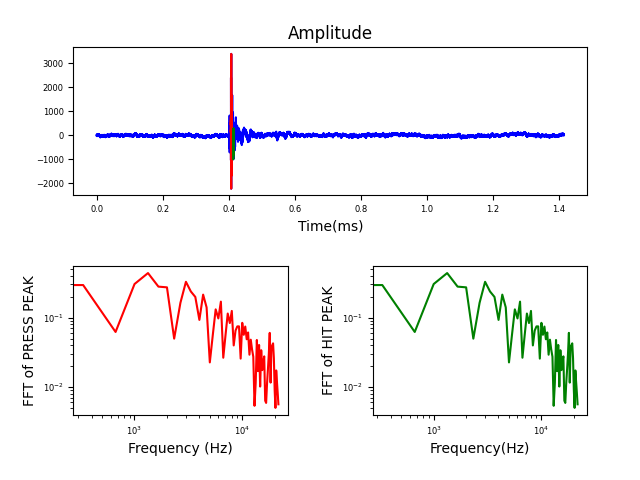 Amplitude
3000
2000
1000
0
−1000
−2000
0.0 0.2 0.4 0.6 0.8 1.0 1.2 1.4
Time(ms)
FFT of PRESS PEAK
10⁻¹
10⁻²
10³ 10⁴
Frequency (Hz)
FFT of HIT PEAK
10⁻¹
10⁻²
10³ 10⁴
Frequency(Hz)